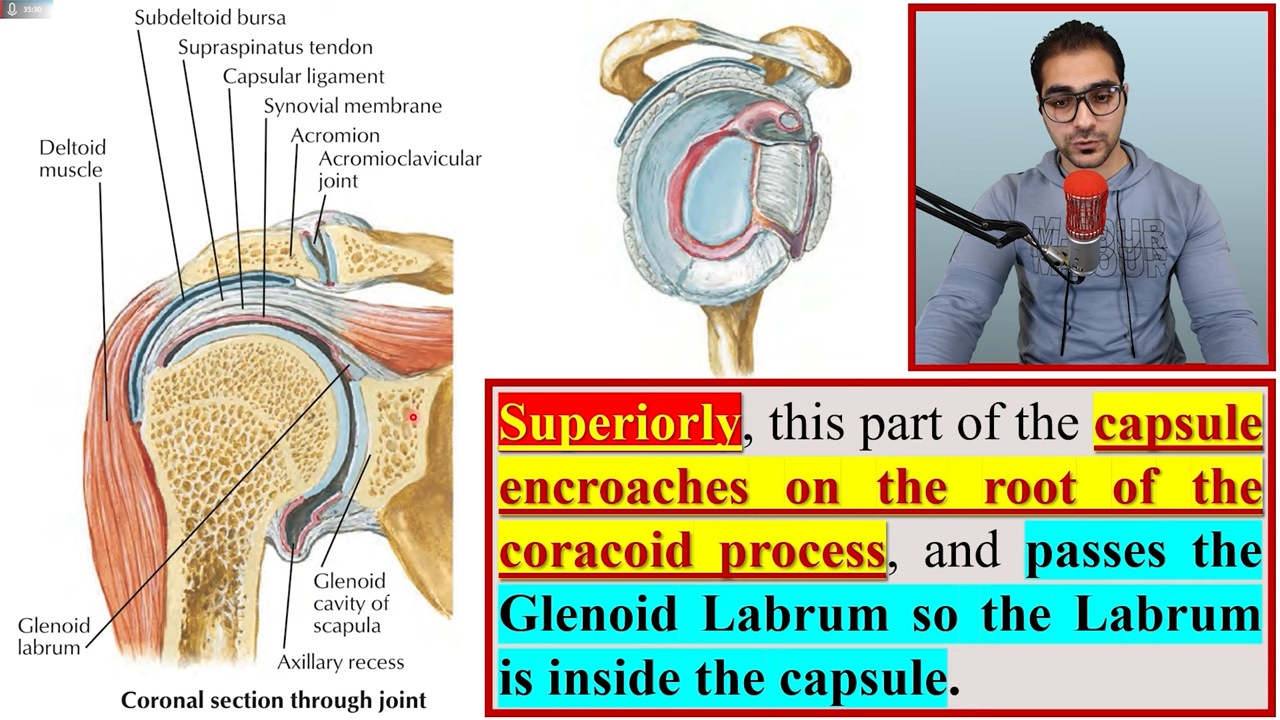 35:30
Subdeltoid bursa
Supraspinatus tendon
Capsular ligament
Synovial membrane
Acromion
Acromioclavicular
joint
Deltoid
muscle
Glenoid
cavity of
scapula
Glenoid
labrum
Axillary recess
Coronal section through joint
Superiorly, this part of the capsule
encroaches on the root of the
coracoid process, and passes the
Glenoid Labrum so the Labrum
is inside the capsule.